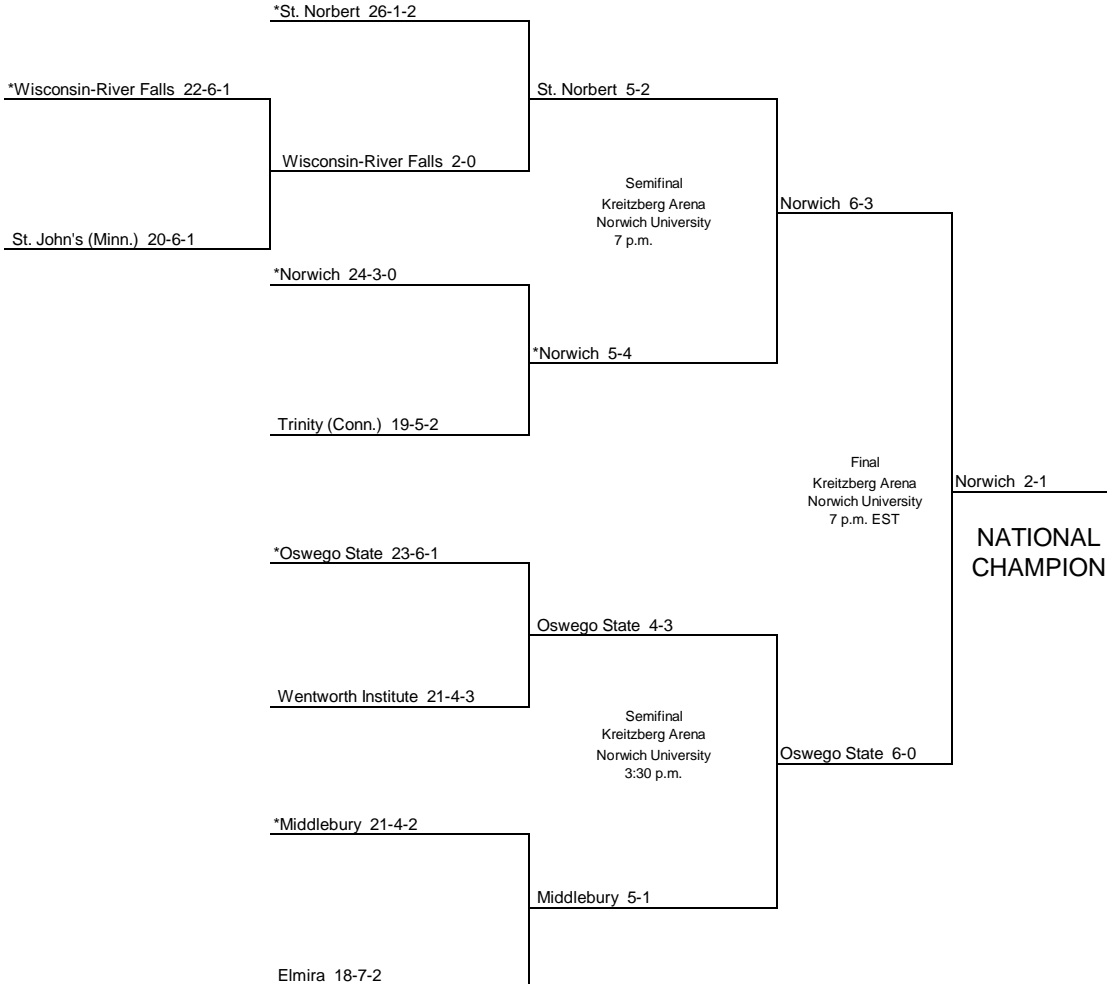 *St. Norbert 26-1-2
*Wisconsin-River Falls 22-6-1
St. Norbert 5-2
Wisconsin-River Falls 2-0
Semifinal
Kreitzberg Arena
Norwich University
7 p.m.
Norwich 6-3
St. John's (Minn.) 20-6-1
*Norwich 24-3-0
*Norwich 5-4
Trinity (Conn.) 19-5-2
Final
Kreitzberg Arena
Norwich University
7 p.m. EST
Norwich 2-1
NATIONAL
CHAMPION
*Oswego State 23-6-1
Oswego State 4-3
Wentworth Institute 21-4-3
Semifinal
Kreitzberg Arena
Norwich University
3:30 p.m.
Oswego State 6-0
*Middlebury 21-4-2
Middlebury 5-1
Elmira 18-7-2